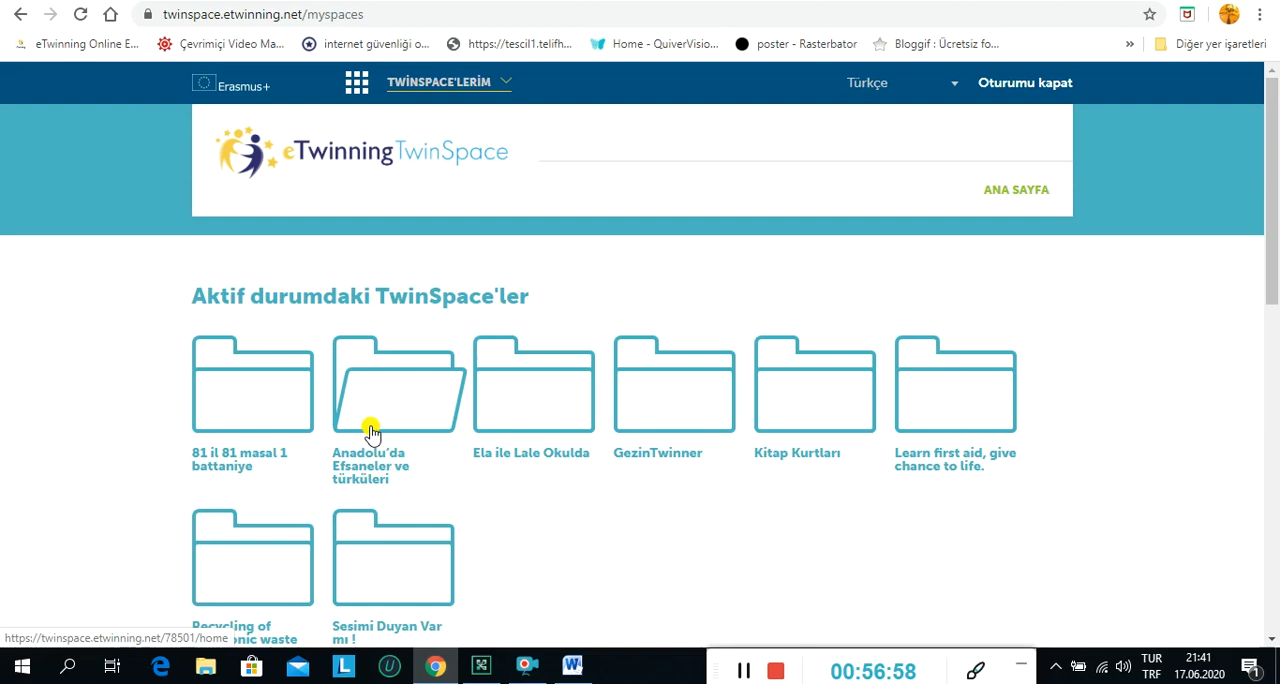 twinspace.etwinning.net/myspaces
eTwinning Online E... Çevrimiçi Video Ma... internet güvenliği o... https://tescil1.telifh... Home - QuiverVisio... poster - Rasterbator Bloggif : Ücretsiz fo... » Diğer yer işaretleri
Erasmus+ TWİNSPACE'LERİM Türkçe Oturumu kapat
eTwinningTwinSpace
ANA SAYFA
Aktif durumdaki TwinSpace'ler
81 il 81 masal 1
battaniye
Anadolu'da
Efsaneler ve
türküleri
Ela ile Lale Okulda
GezinTwinner
Kitap Kurtları
Learn first aid, give
chance to life.
Recycling of
onic waste
Sesimi Duyan Var
mı !
https://twinspace.etwinning.net/78501/home
00:56:58
TUR
TRF
21:41
17.06.2020
1